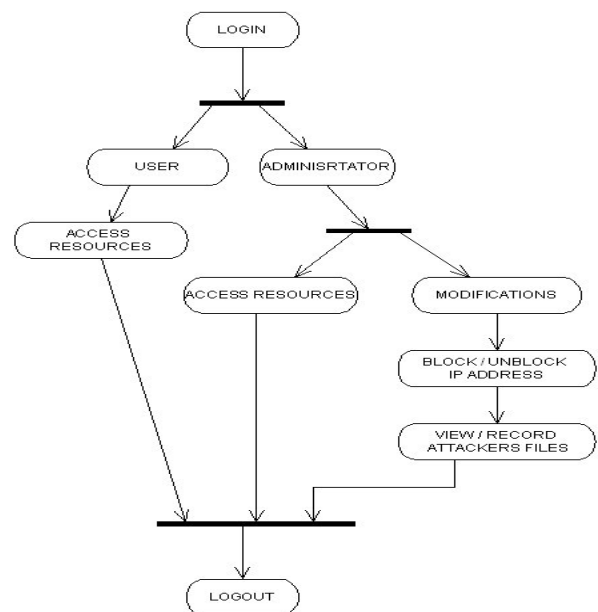 LOGIN
USER
ADMINISRTATOR
ACCESS
RESOURCES
ACCESS RESOURCES
MODIFICATIONS
BLOCK / UNBLOCK
IP ADDRESS
VIEW / RECORD
ATTACKERS FILES
LOGOUT